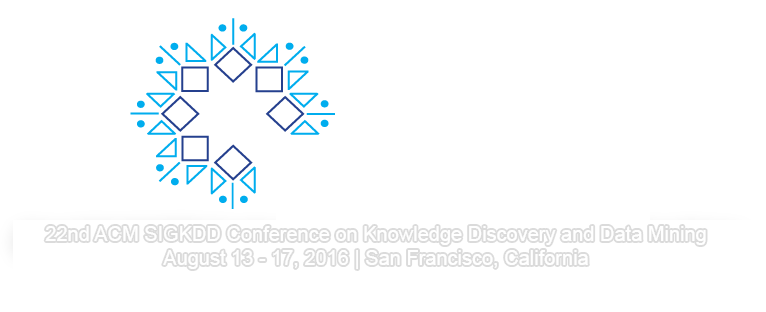 22nd ACM SIGKDD Conference on Knowledge Discovery and Data Mining
August 13 - 17, 2016 | San Francisco, California